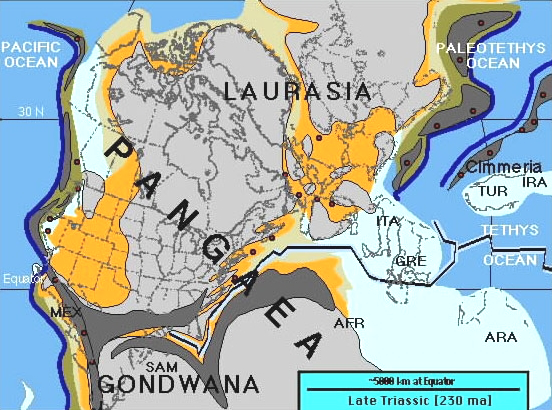 PACIFIC
OCEAN
PALEOTETHYS
OCEAN
LAURASIA
30 N
PANGAEA
Cimmeria
TUR
IRA
ITA
TETHYS
GRE
OCEAN
Equator
MEX
AFR
ARA
SAM
GONDWANA
~5000 km at Equator
Late Triassic [230 ma]